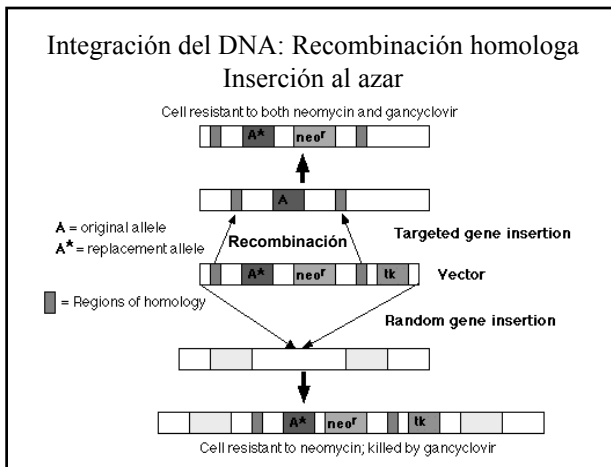 Integración del DNA: Recombinación homologa
Inserción al azar
Cell resistant to both neomycin and gancyclovir
A* neoʳ
A
A = original allele
A* = replacement allele
Recombinación
Targeted gene insertion
A* neoʳ tk
Vector
= Regions of homology
Random gene insertion
A* neoʳ tk
Cell resistant to neomycin; killed by gancyclovir